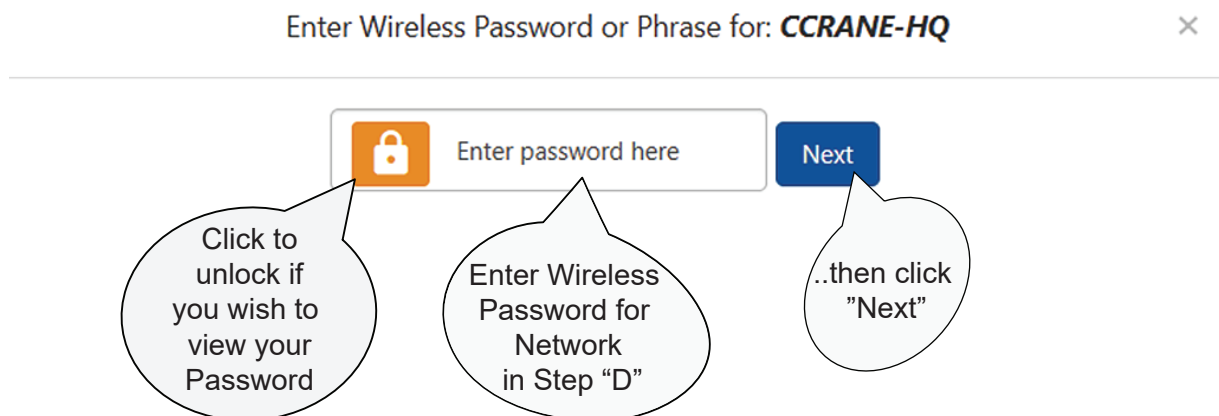 Enter Wireless Password or Phrase for: CCRANE-HQ
×
Enter password here
Next
Click to
unlock if
you wish to
view your
Password
Enter Wireless
Password for
Network
in Step “D”
..then click
”Next”